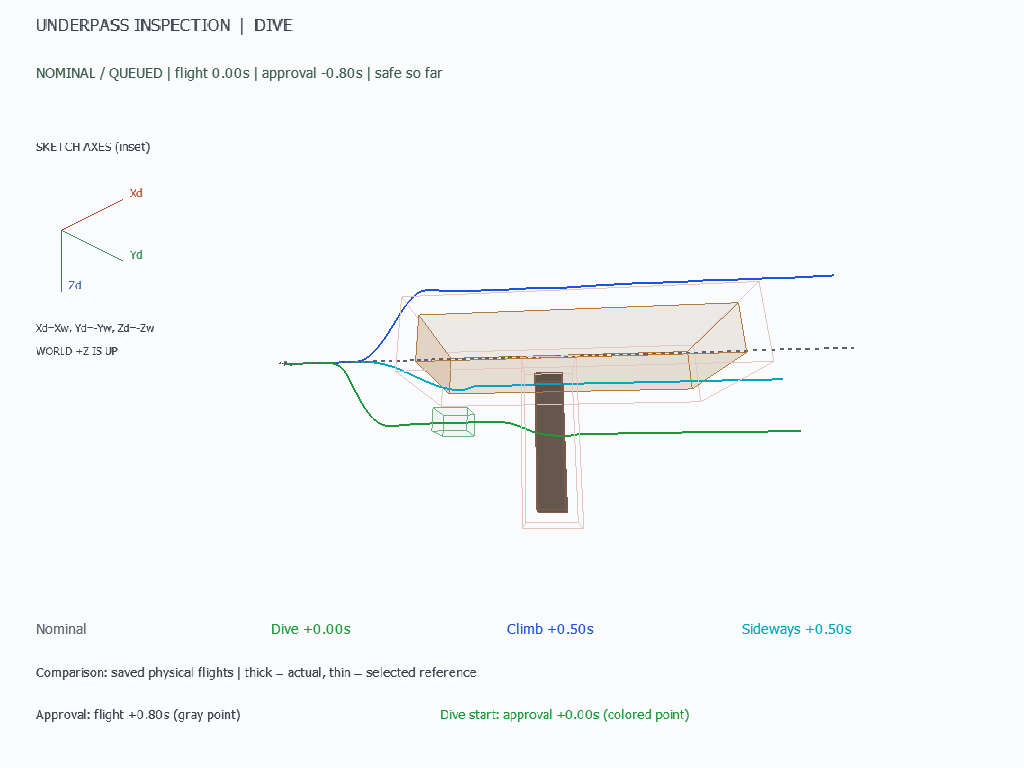 UNDERPASS INSPECTION | DIVE
NOMINAL / QUEUED | flight 0.00s | approval -0.80s | safe so far
SKETCH AXES (inset)
Xd
Yd
Zd
Xd=Xw, Yd=-Yw, Zd=-Zw
WORLD +Z IS UP
Nominal
Dive +0.00s
Climb +0.50s
Sideways +0.50s
Comparison: saved physical flights | thick = actual, thin = selected reference
Approval: flight +0.80s (gray point)
Dive start: approval +0.00s (colored point)